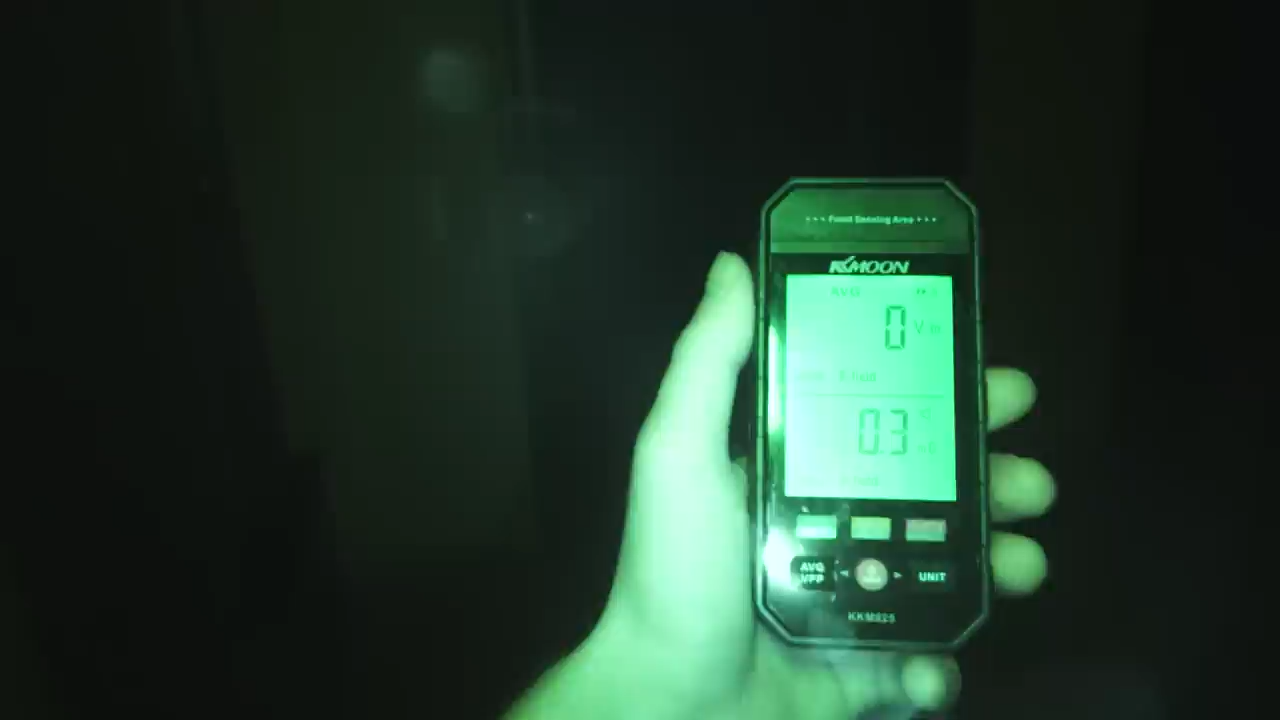 Front Sensing Area
KKMOON
AVG
0 V/m
0.3
AVG
VPP
UNIT
KKM825